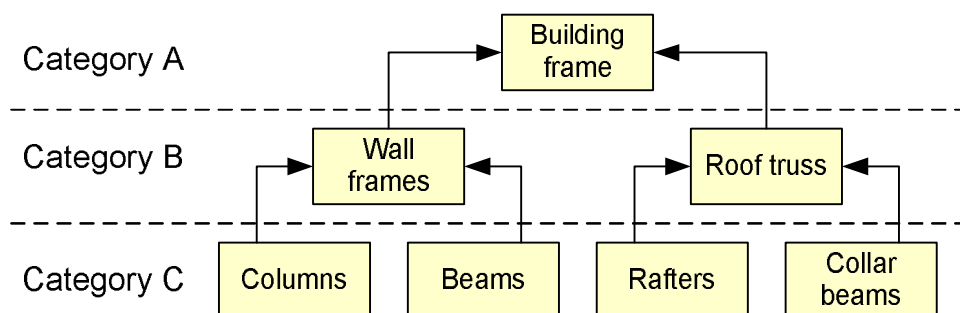 Category A
Building
frame
Category B
Wall
frames
Roof truss
Category C
Columns
Beams
Rafters
Collar
beams